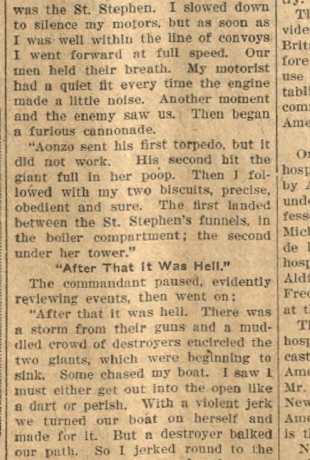 was the St. Stephen. I slowed down
to silence my motors, but as soon as
I was well within the line of convoys
I went forward at full speed. Our
men held their breath. My motorist
had a quiet fit every time the engine
made a little noise. Another moment
and the enemy saw us. Then began
a furious cannonade.
"Aonzo sent his first torpedo, but it
did not work. His second hit the
giant full in her poop. Then I fol-
lowed with my two biscuits, precise,
obedient and sure. The first landed
between the St. Stephen's funnels, in
the boiler compartment; the second
under her tower."
"After That It Was Hell."
The commandant paused, evidently
reviewing events, then went on:
"After that it was hell. There was
a storm from their guns and a mud-
dled crowd of destroyers encircled the
two giants, which were beginning to
sink. Some chased my boat. I saw I
must either get out into the open like
a dart or perish. With a violent jerk
we turned our boat on herself and
made for it. But a destroyer balked
our path. So I jerked round to the